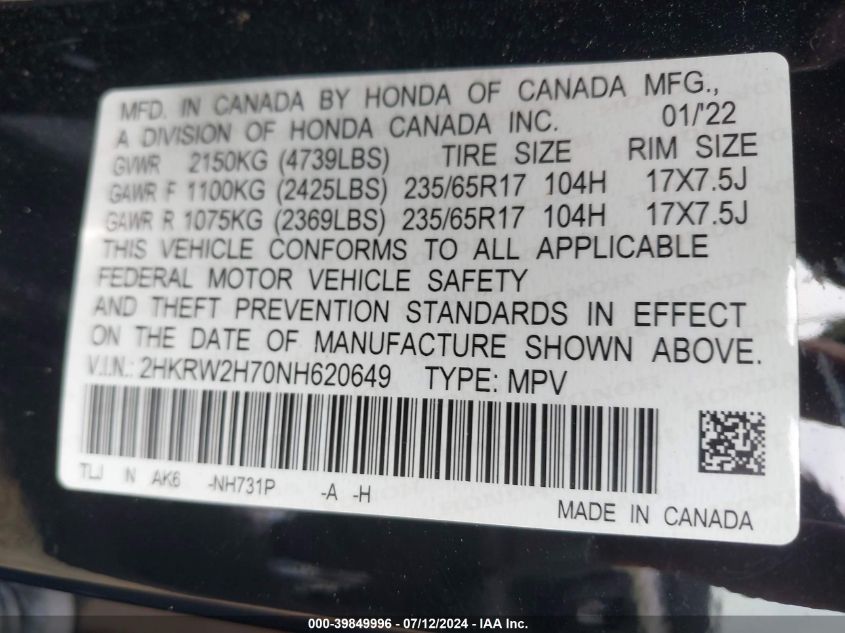 MFD. IN CANADA BY HONDA OF CANADA MFG.,
A DIVISION OF HONDA CANADA INC. 01/'22
GVWR 2150KG (4739LBS) TIRE SIZE RIM SIZE
GAWR F 1100KG (2425LBS) 235/65R17 104H 17X7.5J
GAWR R 1075KG (2369LBS) 235/65R17 104H 17X7.5J
THIS VEHICLE CONFORMS TO ALL APPLICABLE
FEDERAL MOTOR VEHICLE SAFETY
AND THEFT PREVENTION STANDARDS IN EFFECT
ON THE DATE OF MANUFACTURE SHOWN ABOVE.
V.I.N.: 2HKRW2H70NH620649 TYPE: MPV
TLJ N AK6 -NH731P -A -H
MADE IN CANADA
000-39849996 - 07/12/2024 - IAA Inc.